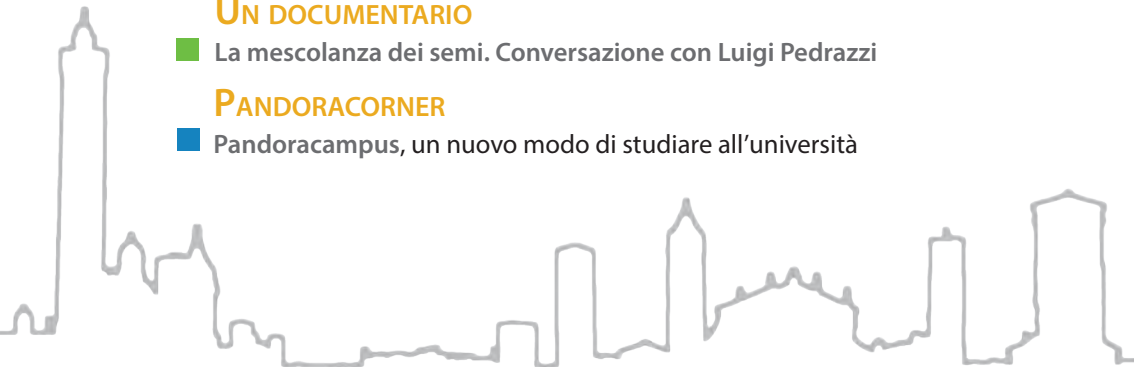 UN DOCUMENTARIO
La mescolanza dei semi. Conversazione con Luigi Pedrazzi
PANDORACORNER
Pandoracampus, un nuovo modo di studiare all’università